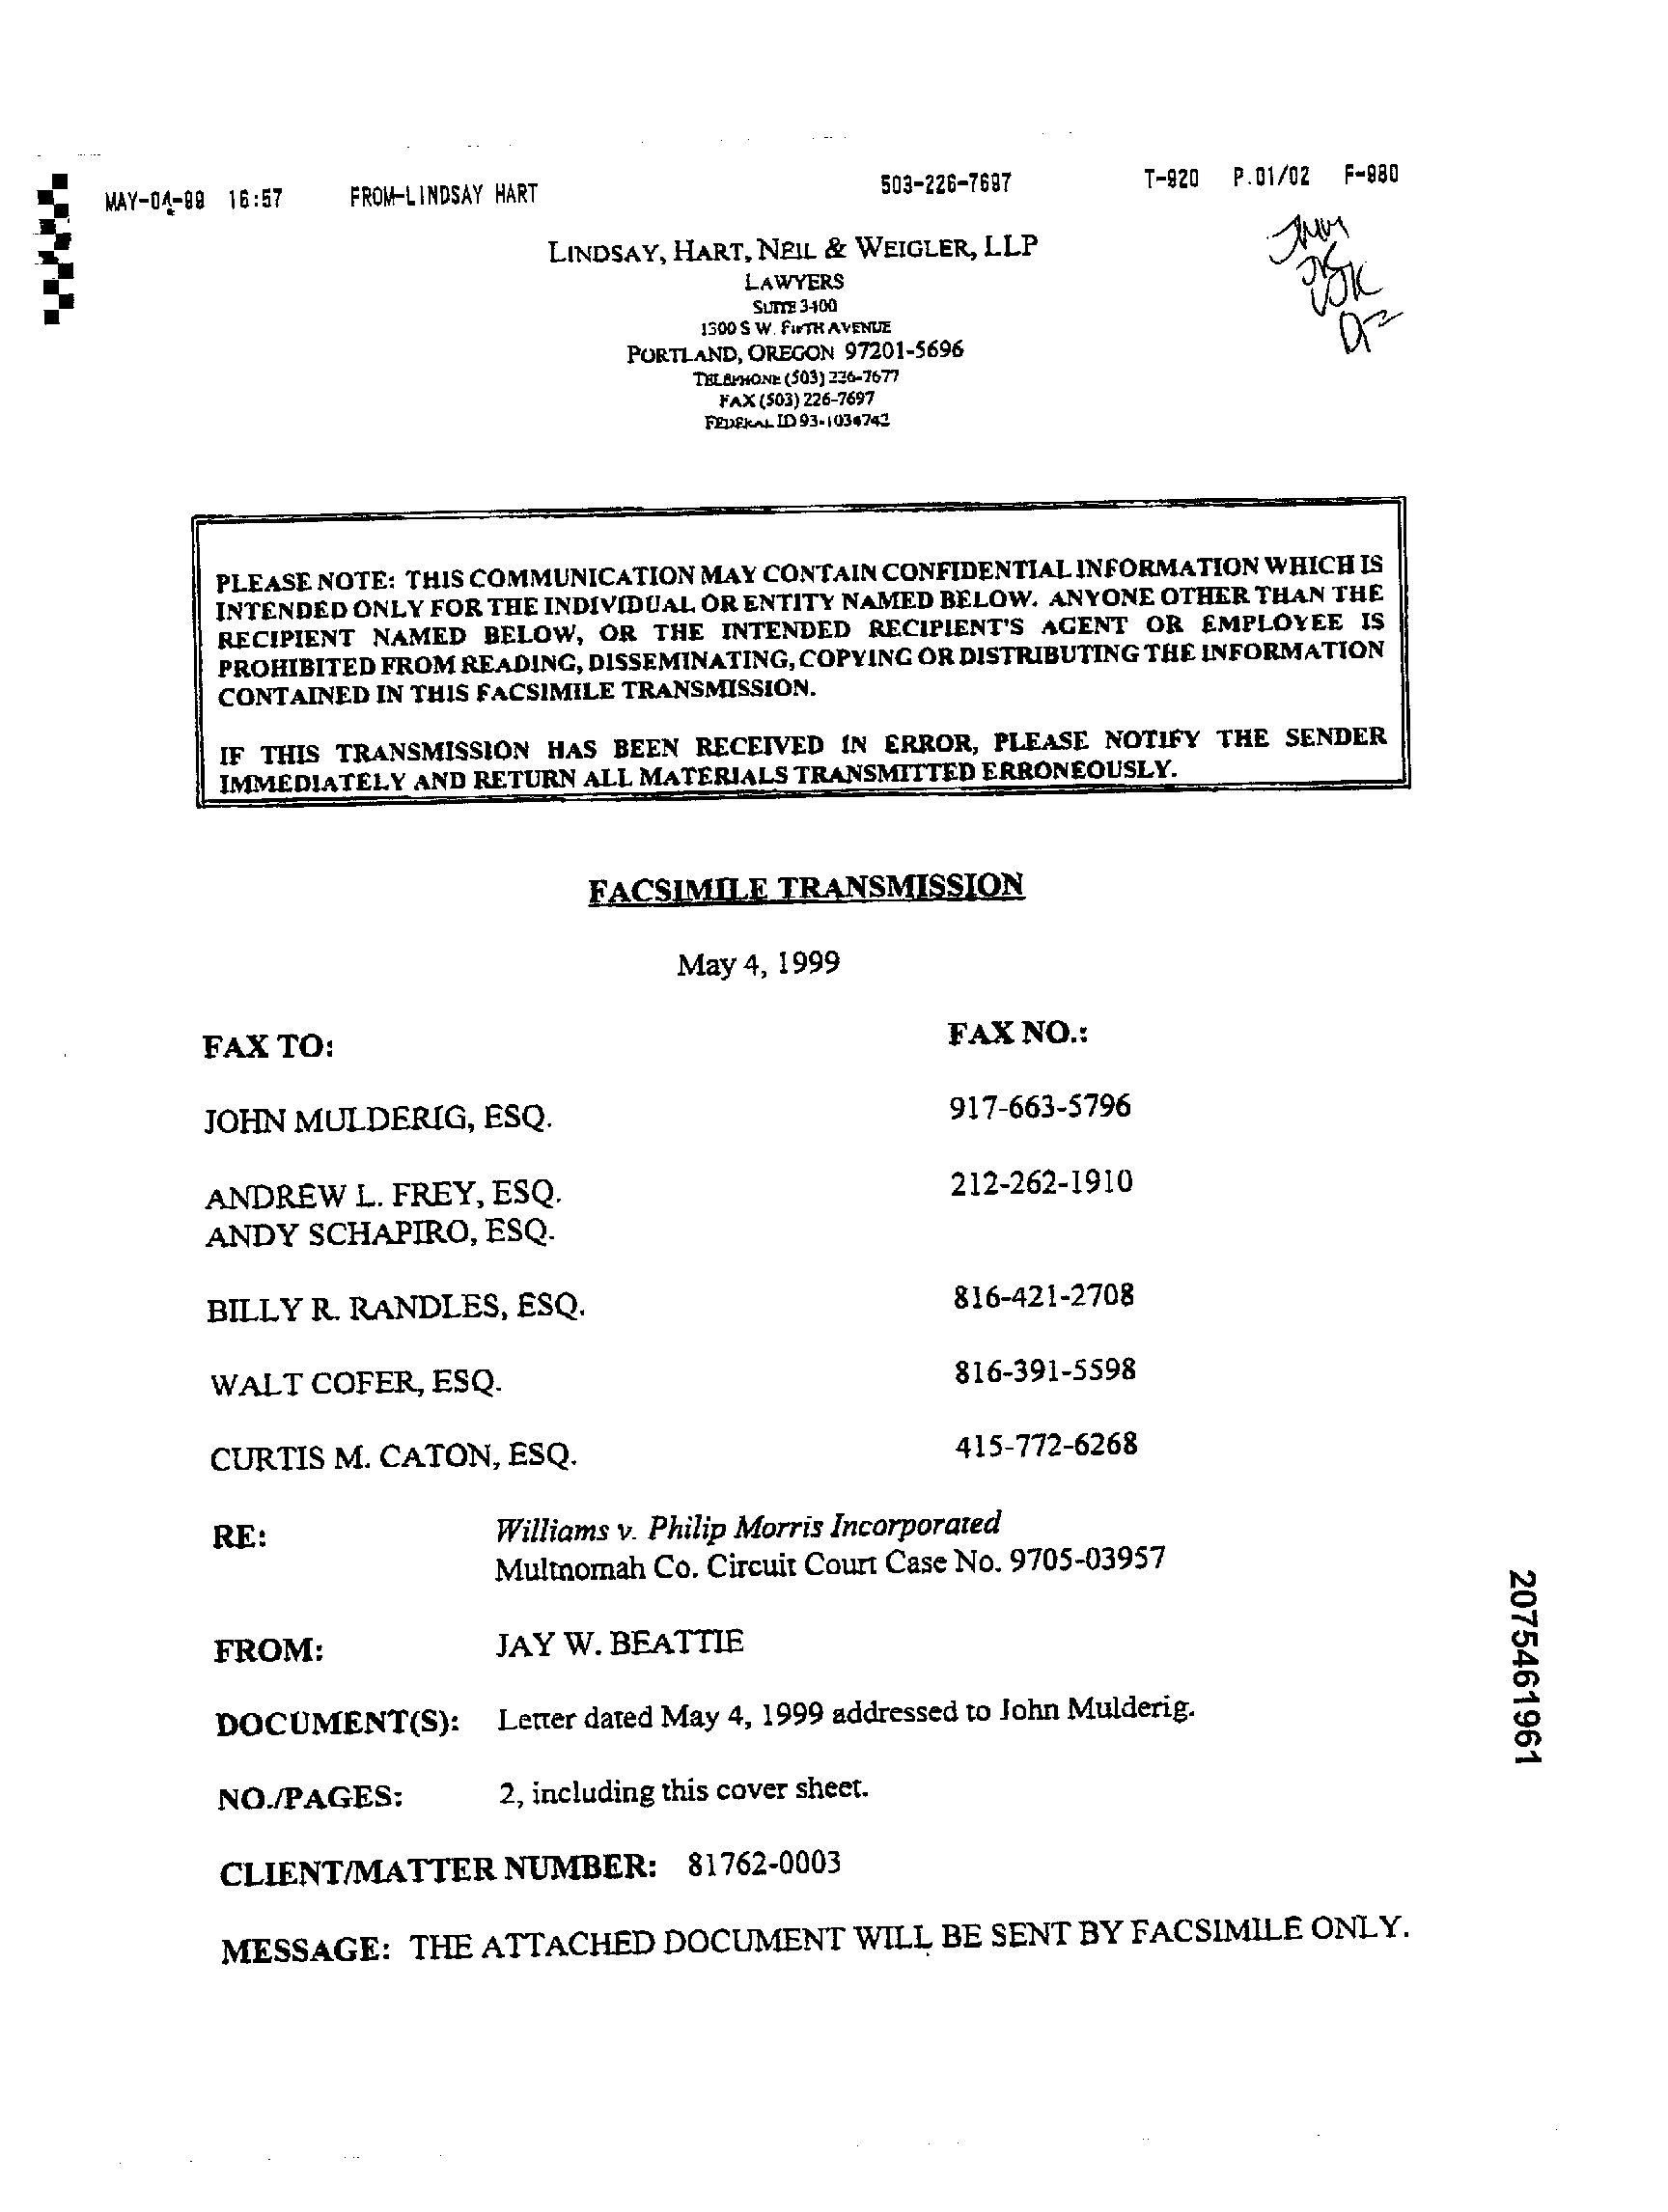 MAY-04-99 16:57 FROM-LINDSAY HART 503-226-7697 T-920 P.01/02 F-980
LINDSAY, HART, NEIL & WEIGLER, LLP
LAWYERS
SUITE 3400
1300 S W. FIFTH AVENUE
PORTLAND, OREGON 97201-5696
TELEPHONE (503) 226-7677
FAX (503) 226-7697
FEDERAL ID 93-1034742
PLEASE NOTE: THIS COMMUNICATION MAY CONTAIN CONFIDENTIAL INFORMATION WHICH IS
INTENDED ONLY FOR THE INDIVIDUAL OR ENTITY NAMED BELOW. ANYONE OTHER THAN THE
RECIPIENT NAMED BELOW, OR THE INTENDED RECIPIENT'S AGENT OR EMPLOYEE IS
PROHIBITED FROM READING, DISSEMINATING, COPYING OR DISTRIBUTING THE INFORMATION
CONTAINED IN THIS FACSIMILE TRANSMISSION.
IF THIS TRANSMISSION HAS BEEN RECEIVED IN ERROR, PLEASE NOTIFY THE SENDER
IMMEDIATELY AND RETURN ALL MATERIALS TRANSMITTED ERRONEOUSLY.
FACSIMILE TRANSMISSION
May 4, 1999
FAX TO: FAX NO.:
JOHN MULDERIG, ESQ. 917-663-5796
ANDREW L. FREY, ESQ. 212-262-1910
ANDY SCHAPIRO, ESQ.
BILLY R. RANDLES, ESQ. 816-421-2708
WALT COFER, ESQ. 816-391-5598
CURTIS M. CATON, ESQ. 415-772-6268
RE: Williams v. Philip Morris Incorporated
Multnomah Co. Circuit Court Case No. 9705-03957
FROM: JAY W. BEATTIE
DOCUMENT(S): Letter dated May 4, 1999 addressed to John Mulderig.
NO./PAGES: 2, including this cover sheet.
CLIENT/MATTER NUMBER: 81762-0003
MESSAGE: THE ATTACHED DOCUMENT WILL BE SENT BY FACSIMILE ONLY.
2075461961